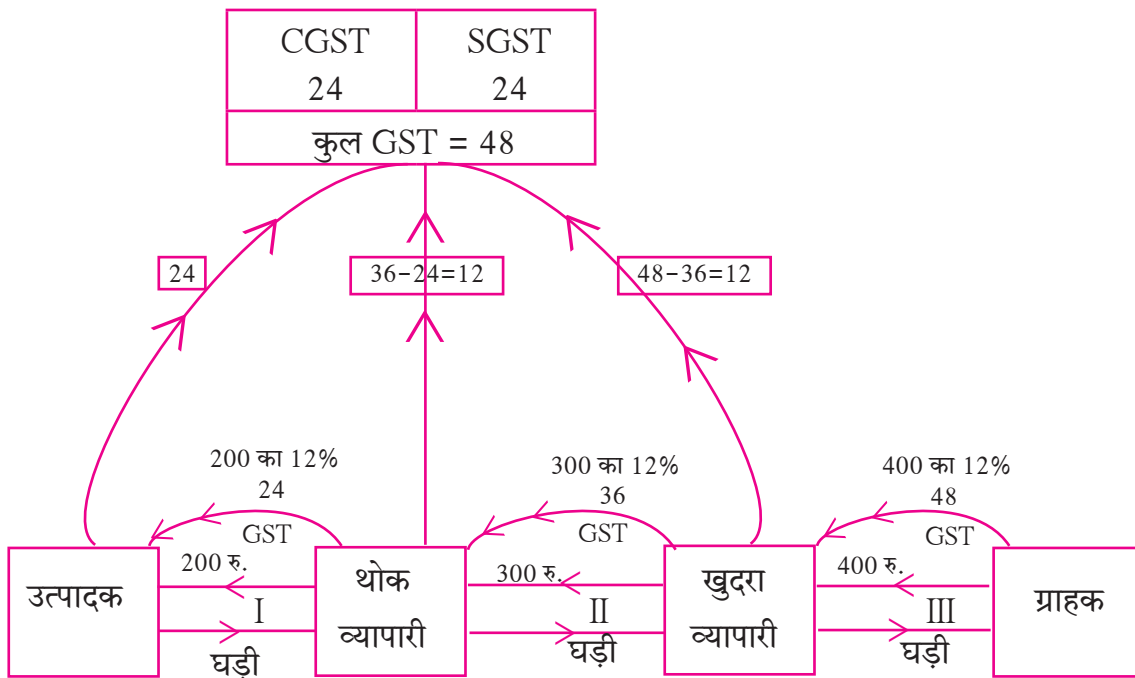 CGST SGST
24 24
कुल GST = 48
24 36-24=12 48-36=12
200 का 12% 300 का 12% 400 का 12%
24 36 48
GST GST GST
200 रु. 300 रु. 400 रु.
उत्पादक थोक खुदरा ग्राहक
I II III
व्यापारी व्यापारी
घड़ी घड़ी घड़ी